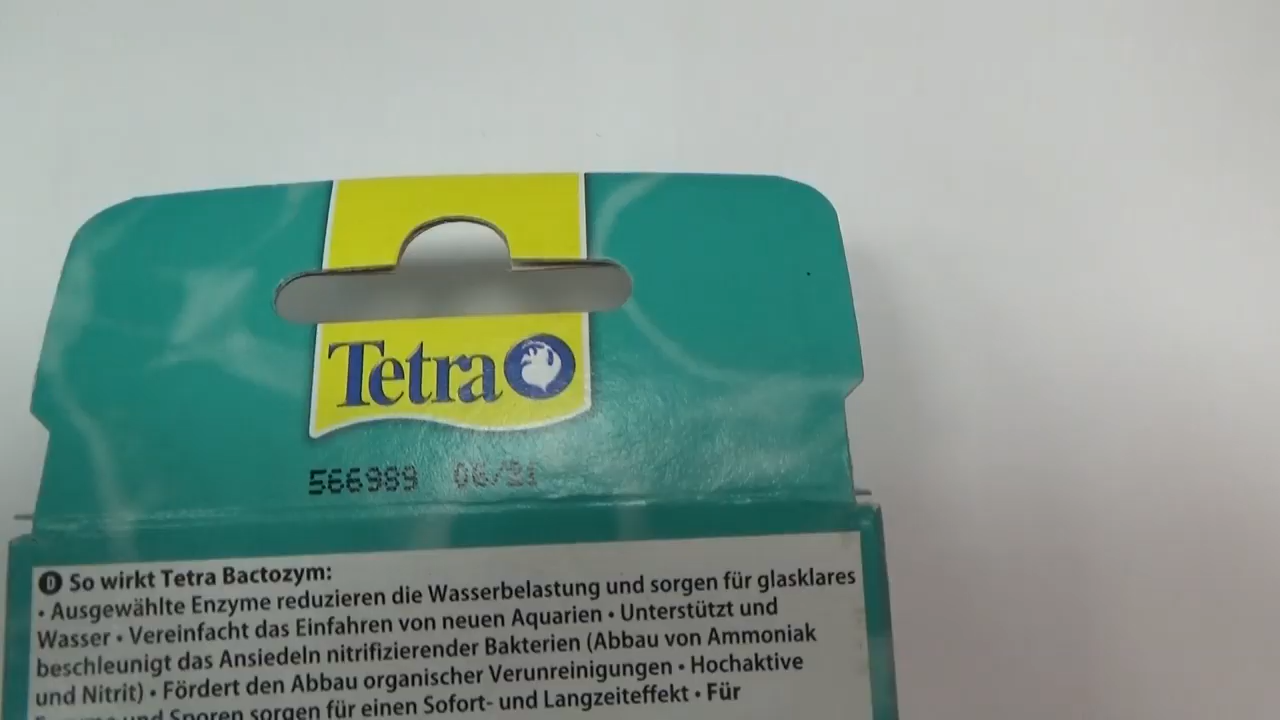 Tetra
566989 06/21
D So wirkt Tetra Bactozym:
• Ausgewählte Enzyme reduzieren die Wasserbelastung und sorgen für glasklares
Wasser • Vereinfacht das Einfahren von neuen Aquarien • Unterstützt und
beschleunigt das Ansiedeln nitrifizierender Bakterien (Abbau von Ammoniak
und Nitrit) • Fördert den Abbau organischer Verunreinigungen • Hochaktive
Enzyme und Sporen sorgen für einen Sofort- und Langzeiteffekt • Für